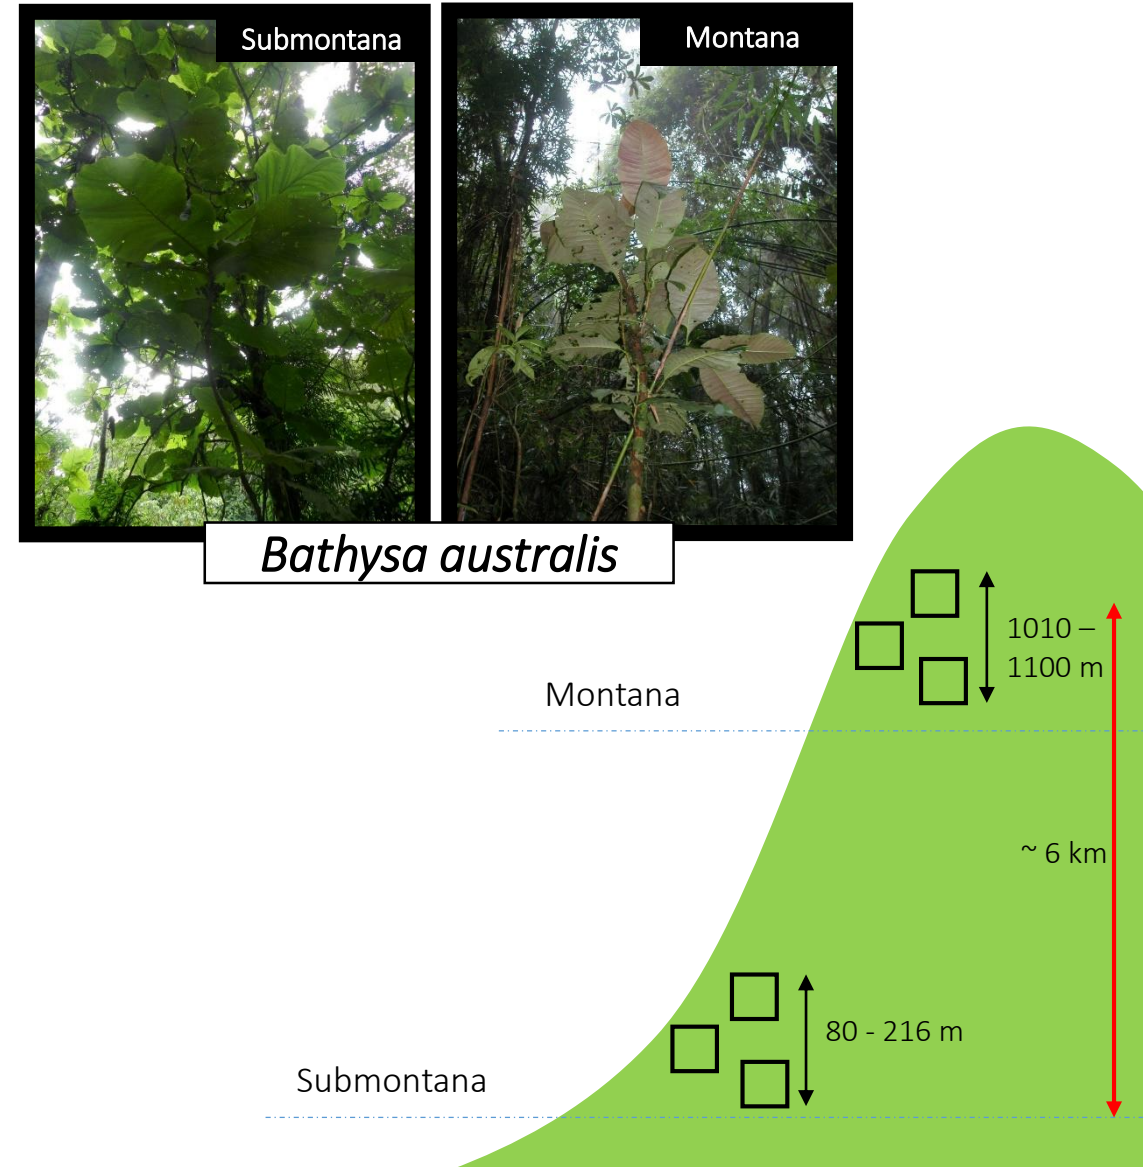 Submontana
Montana
Bathysa australis
1010 –
1100 m
Montana
~ 6 km
80 - 216 m
Submontana